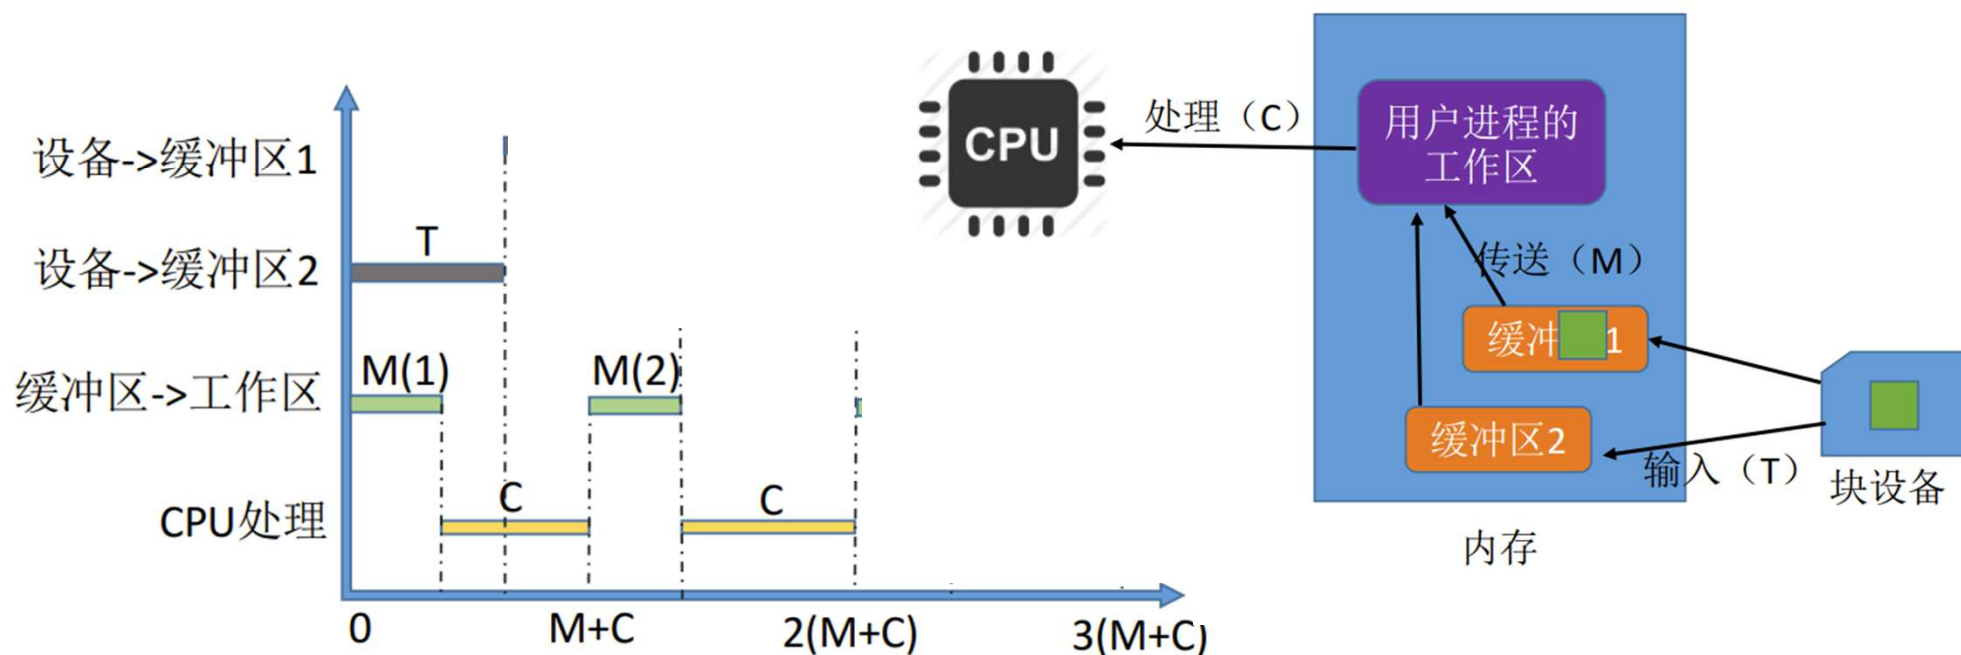 设备->缓冲区1
设备->缓冲区2
T
缓冲区->工作区
M(1)
M(2)
CPU处理
C
C
0
M+C
2(M+C)
3(M+C)
CPU
处理（C）
用户进程的
工作区
传送（M）
缓冲 1
缓冲区2
输入（T）
块设备
内存